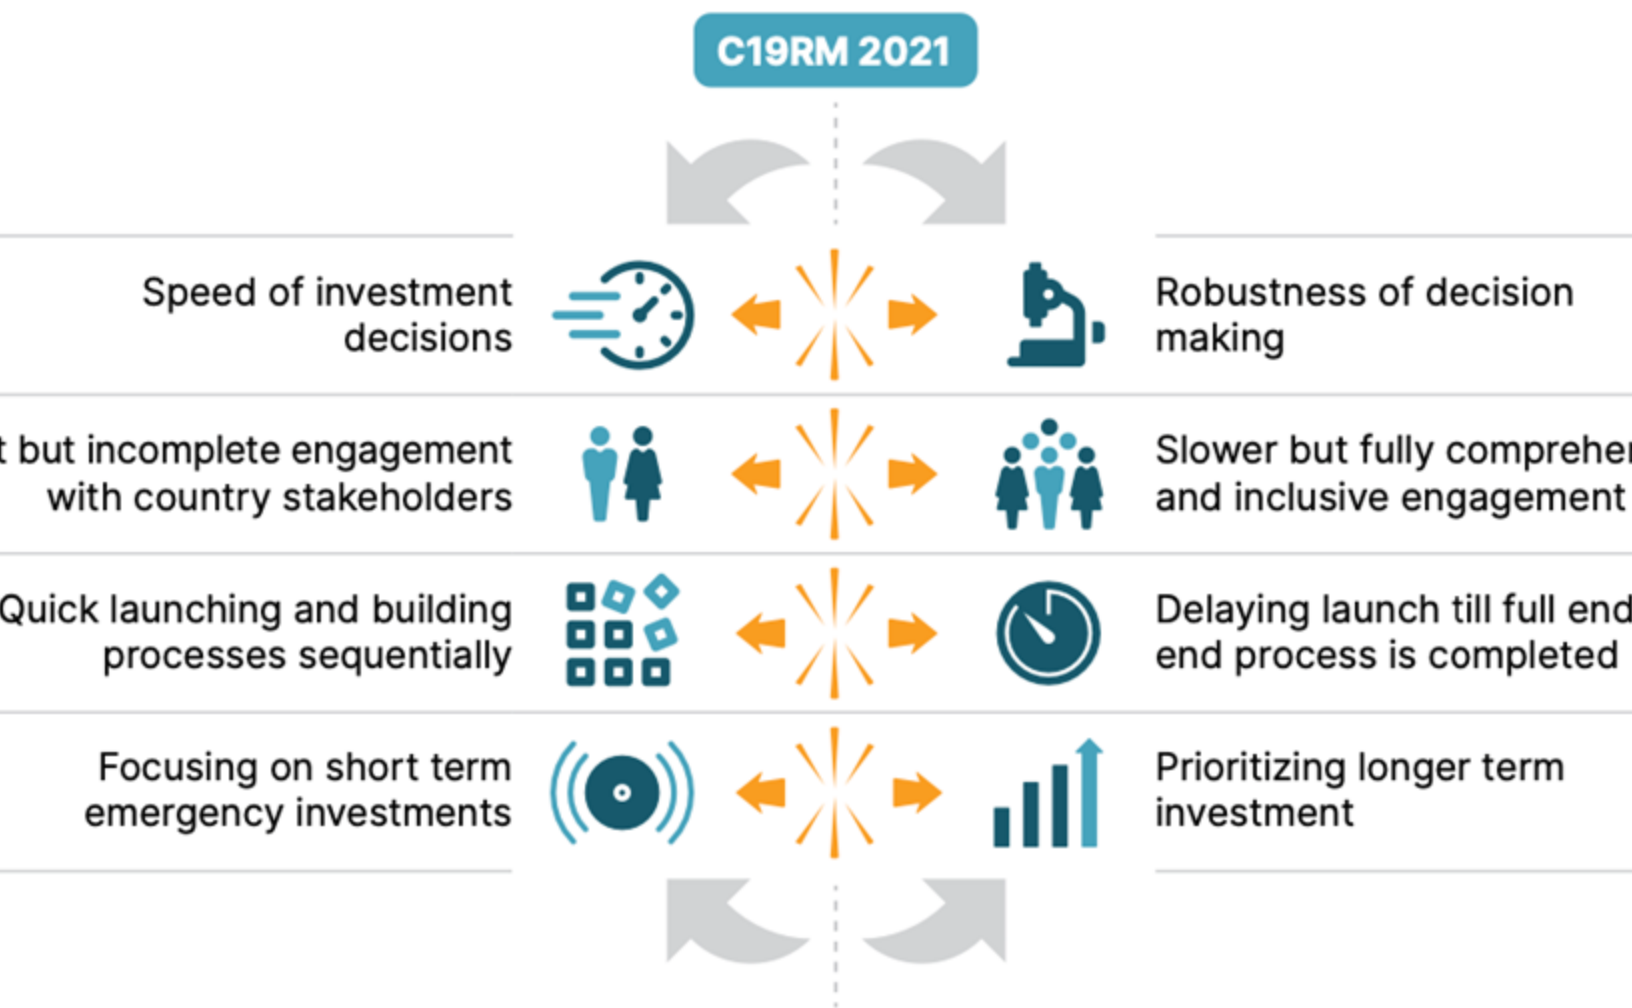 C19RM 2021
Speed of investment
decisions
Robustness of decision
making
t but incomplete engagement
with country stakeholders
Slower but fully
and inclusive engagement
Quick launching and building
processes sequentially
Delaying launch till full end
end process is completed
Focusing on short term
emergency investments
Prioritizing longer term
investment